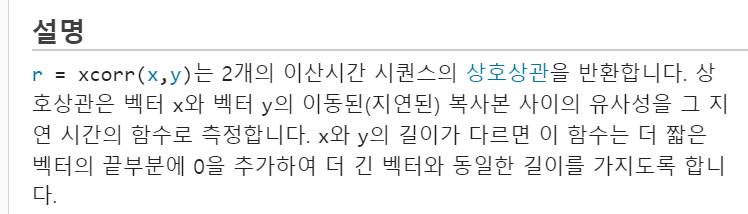 설명
r = xcorr(x,y)는 2개의 이산시간 시퀀스의 상호상관을 반환합니다. 상
호상관은 벡터 x와 벡터 y의 이동된(지연된) 복사본 사이의 유사성을 그 지
연 시간의 함수로 측정합니다. x와 y의 길이가 다르면 이 함수는 더 짧은
벡터의 끝부분에 0을 추가하여 더 긴 벡터와 동일한 길이를 가지도록 합니
다.